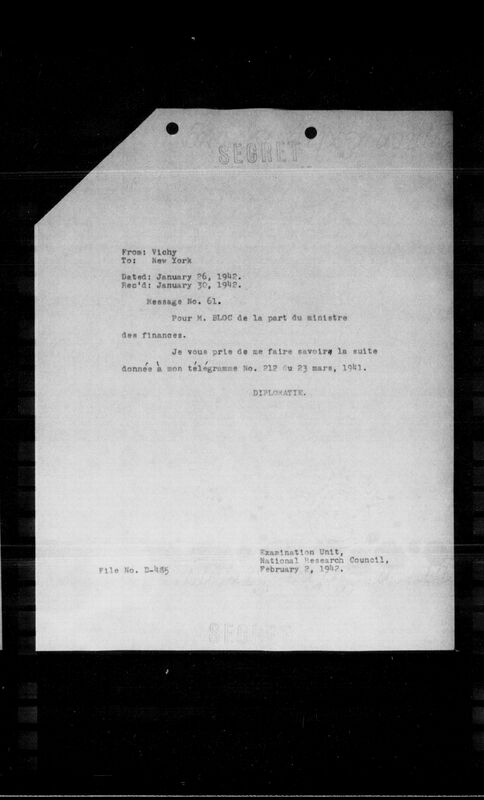 SECRET
From: Vichy
To: New York
Dated: January 26, 1942.
Rec'd: January 30, 1942.
Message No. 61.
Pour M. BLOC de la part du ministre
des finances.
Je vous prie de me faire savoir, la suite
donnée à mon télégramme No. 212 du 23 mars, 1941.
DIPLOMATIE.
Examination Unit,
National Research Council,
File No. D-485
February 2, 1942.
SECRET